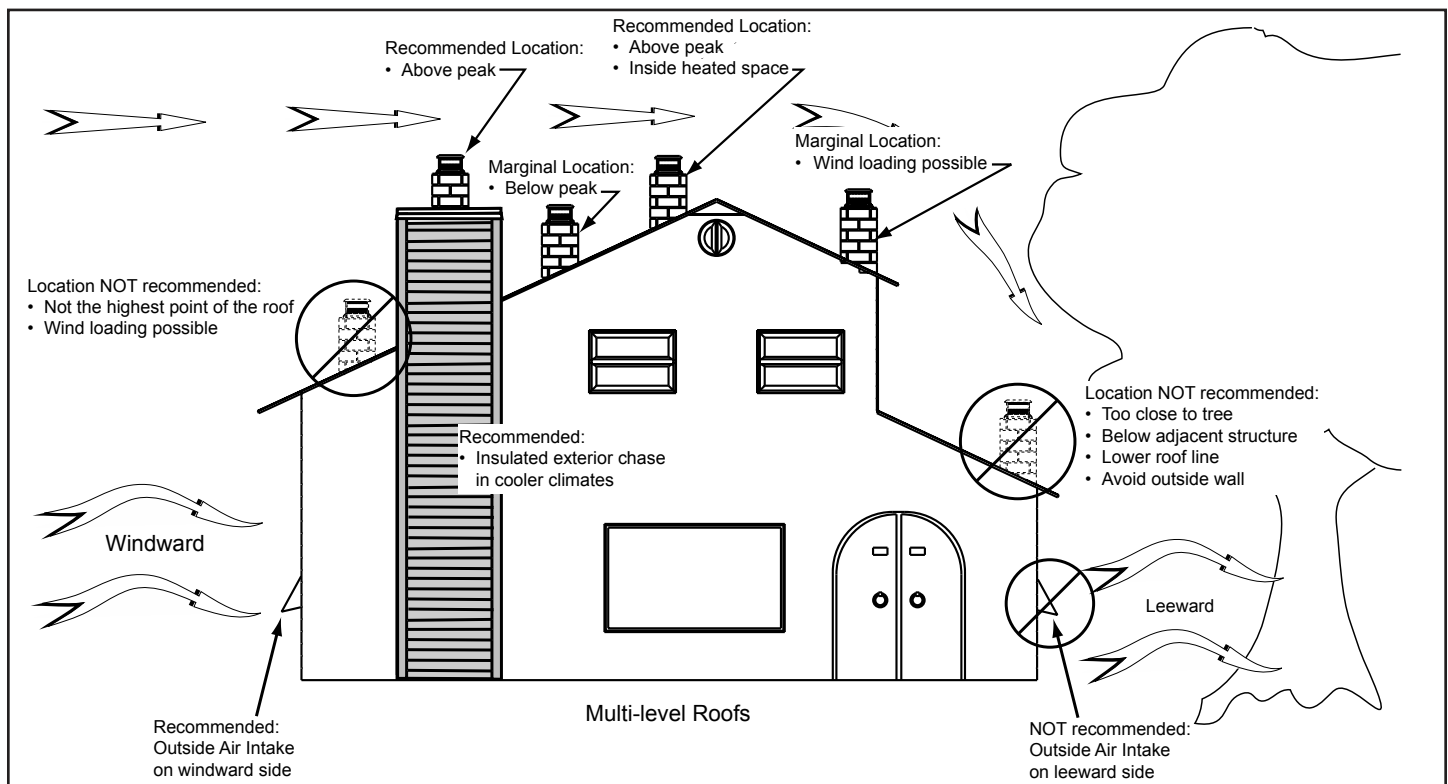 Recommended Location:
• Above peak
Recommended Location:
• Above peak
• Inside heated space
Marginal Location:
• Below peak
Marginal Location:
• Wind loading possible
Location NOT recommended:
• Not the highest point of the roof
• Wind loading possible
Recommended:
• Insulated exterior chase
in cooler climates
Location NOT recommended:
• Too close to tree
• Below adjacent structure
• Lower roof line
• Avoid outside wall
Windward
Leeward
Recommended:
Outside Air Intake
on windward side
Multi-level Roofs
NOT recommended:
Outside Air Intake
on leeward side